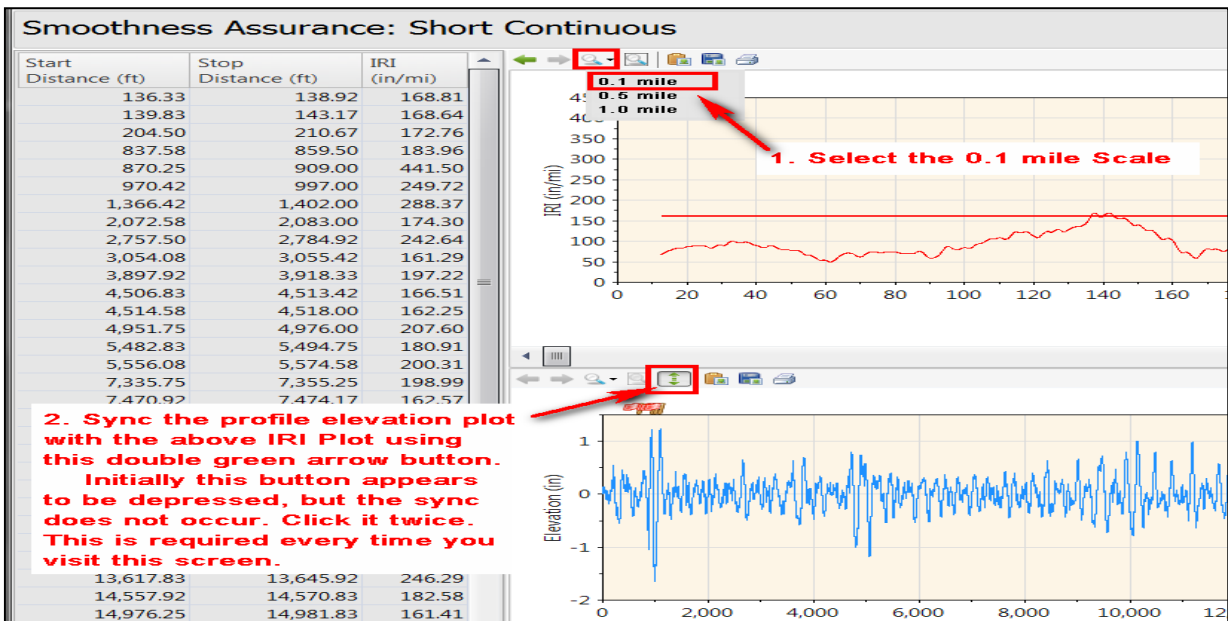 Smoothness Assurance: Short Continuous
Start Distance (ft) Stop Distance (ft) IRI (in/mi)
136.33 138.92 168.81
139.83 143.17 168.64
204.50 210.67 172.76
837.58 859.50 183.96
870.25 909.00 441.50
970.42 997.00 249.72
1,366.42 1,402.00 288.37
2,072.58 2,083.00 174.30
2,757.50 2,784.92 242.64
3,054.08 3,055.42 161.29
3,897.92 3,918.33 197.22
4,506.83 4,513.42 166.51
4,514.58 4,518.00 162.25
4,951.75 4,976.00 207.60
5,482.83 5,494.75 180.91
5,556.08 5,574.58 200.31
7,335.75 7,355.25 198.99
7,470.92 7,474.17 162.57
2. Sync the profile elevation plot
with the above IRI Plot using
this double green arrow button.
Initially this button appears
to be depressed, but the sync
does not occur. Click it twice.
This is required every time you
visit this screen.
13,617.83 13,645.92 246.29
14,557.92 14,570.83 182.58
14,976.25 14,981.83 161.41
0.1 mile
0.5 mile
1.0 mile
1. Select the 0.1 mile Scale
IRI (in/mi)
350
300
250
200
150
100
50
0
0 20 40 60 80 100 120 140 160
Elevation (in)
1
0
-1
-2
0 2,000 4,000 6,000 8,000 10,000 12